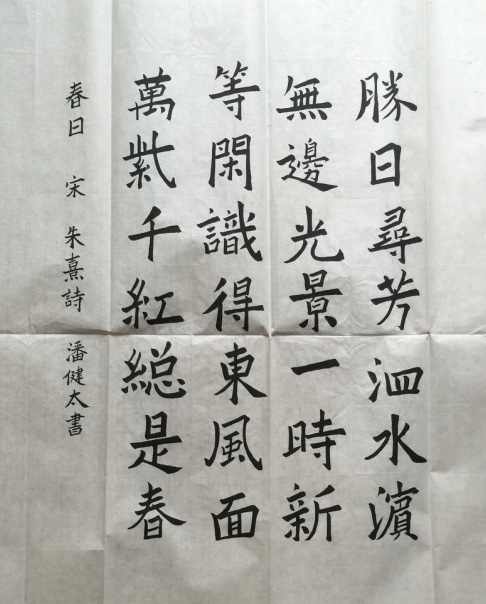 勝日尋芳泗水濱
無邊光景一時新
等閑識得東風面
萬紫千紅總是春
春日 宋 朱熹詩 潘健太書